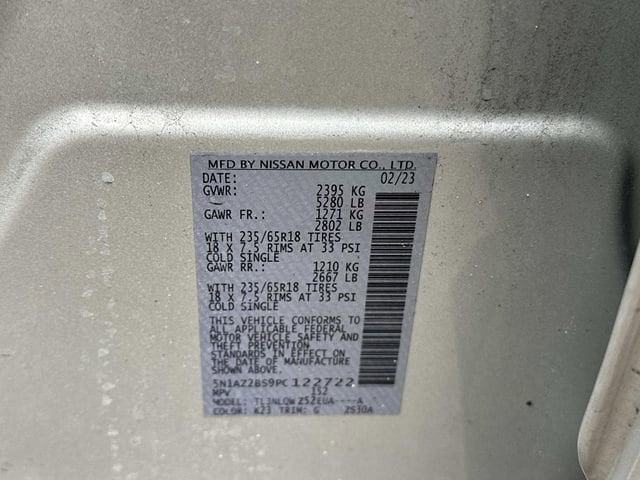 MFD BY NISSAN MOTOR CO., LTD.
DATE: 02/23
GVWR: 2395 KG
5280 LB
GAWR FR.: 1271 KG
2802 LB
WITH 235/65R18 TIRES
18 X 7.5 RIMS AT 33 PSI
COLD SINGLE
GAWR RR.: 1210 KG
2667 LB
WITH 235/65R18 TIRES
18 X 7.5 RIMS AT 33 PSI
COLD SINGLE
THIS VEHICLE CONFORMS TO
ALL APPLICABLE FEDERAL
MOTOR VEHICLE SAFETY AND
THEFT PREVENTION
STANDARDS IN EFFECT ON
THE DATE OF MANUFACTURE
SHOWN ABOVE.
5N1AZ2BS9PC122722
MPV 152
MODEL: TL3NLQW Z52EUA----A
COLOR: K23 TRIM: G Z530A